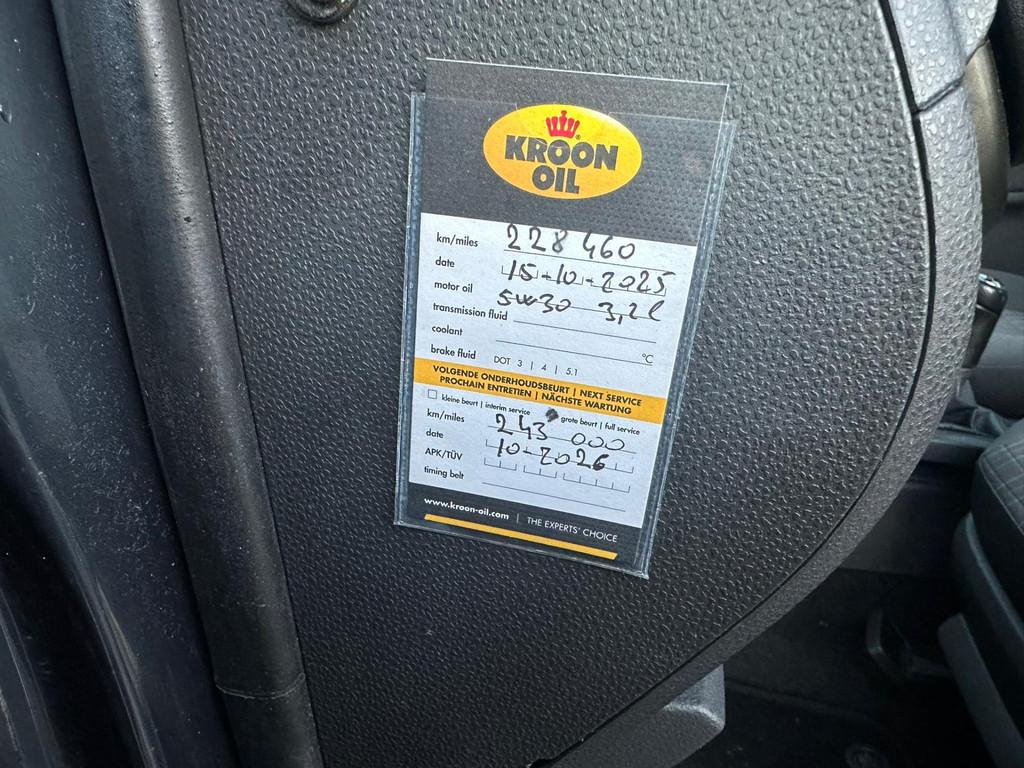 KROON
OIL
km/miles 228 460
date 15-10-2025
motor oil 5w30 3,2l
transmission fluid
coolant °C
brake fluid DOT 3 | 4 | 5.1
VOLGENDE ONDERHOUDSBEURT | NEXT SERVICE
PROCHAIN ENTRETIEN | NÄCHSTE WARTUNG
kleine beurt | interim service grote beurt | full service
km/miles 243 000
date 10-2026
APK/TÜV
timing belt
www.kroon-oil.com | THE EXPERTS' CHOICE